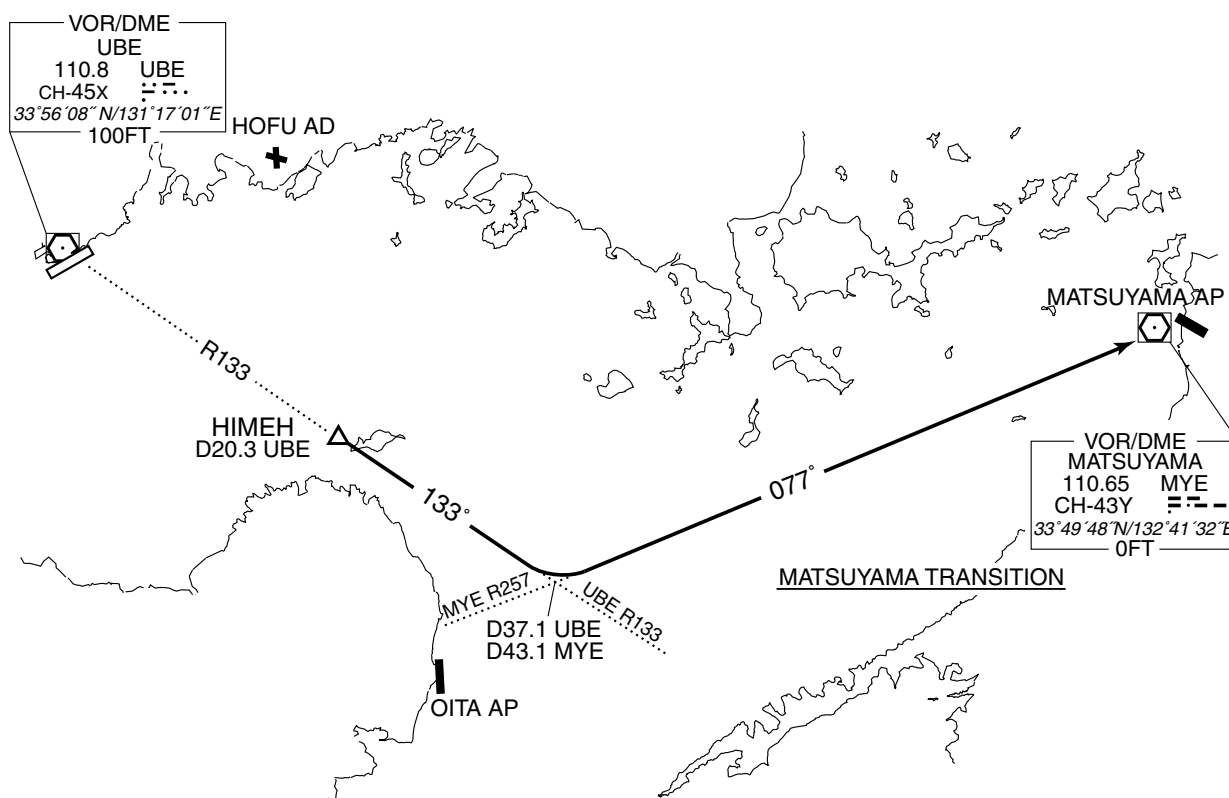 VOR/DME
UBE
110.8 UBE
CH-45X
33°56´08˝N/131°17´01˝E
100FT
HOFU AD
R133
HIMEH
D20.3 UBE
133°
077°
MATSUYAMA AP
VOR/DME
MATSUYAMA
110.65 MYE
CH-43Y
33°49´48˝N/132°41´32˝E
0FT
MATSUYAMA TRANSITION
MYE R257
UBE R133
D37.1 UBE
D43.1 MYE
OITA AP